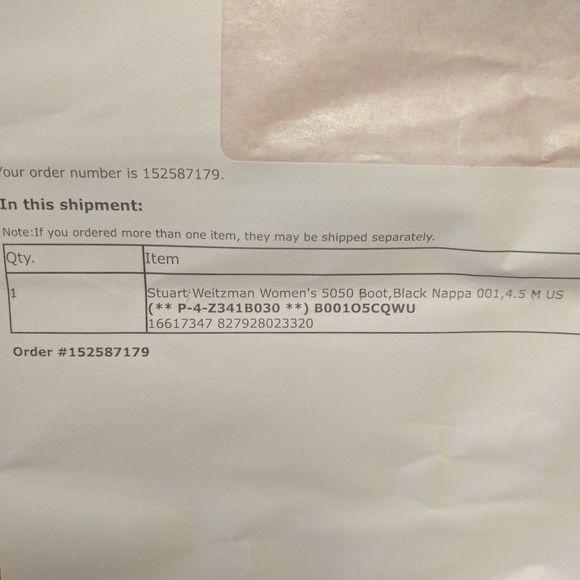 Your order number is 152587179.
In this shipment:
Note:If you ordered more than one item, they may be shipped separately.
Qty. Item
1 Stuart Weitzman Women's 5050 Boot,Black Nappa 001,4.5 M US
(** P-4-Z341B030 **) B001O5CQWU
16617347 827928023320
Order #152587179